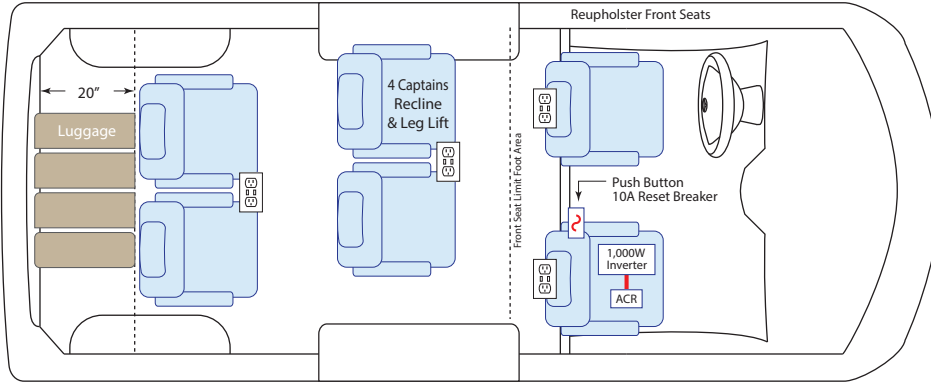 Reupholster Front Seats
20”
Luggage
4 Captains
Recline
& Leg Lift
Front Seat Limit Foot Area
Push Button
10A Reset Breaker
1,000W
Inverter
ACR